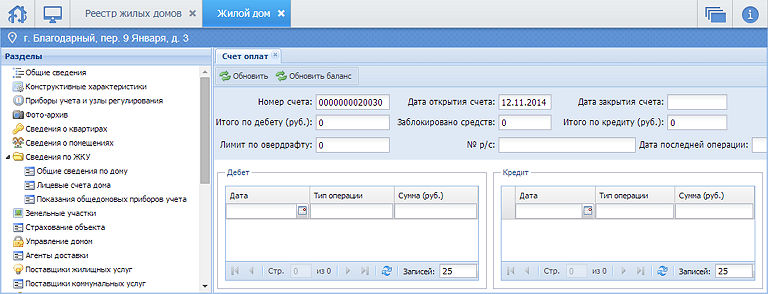 Реестр жилых домов
Жилой дом
г. Благодарный, пер. 9 Января, д. 3
Разделы
Общие сведения
Конструктивные характеристики
Приборы учета и узлы регулирования
Фото-архив
Сведения о квартирах
Сведения о помещениях
Сведения по ЖКУ
Общие сведения по дому
Лицевые счета дома
Показания общедомовых приборов учета
Земельные участки
Страхование объекта
Управление домом
Агенты доставки
Поставщики жилищных услуг
Поставщики коммунальных услуг
Счет оплат
Обновить Обновить баланс
Номер счета: 0000000020030 Дата открытия счета: 12.11.2014 Дата закрытия счета:
Итого по дебету (руб.): 0 Заблокировано средств: 0 Итого по кредиту (руб.): 0
Лимит по овердрафту: 0 № р/с: Дата последней операции:
Дебет
Дата Тип операции Сумма (руб.)
Стр. 0 из 0 Записей: 25
Кредит
Дата Тип операции Сумма (руб.)
Стр. 0 из 0 Записей: 25